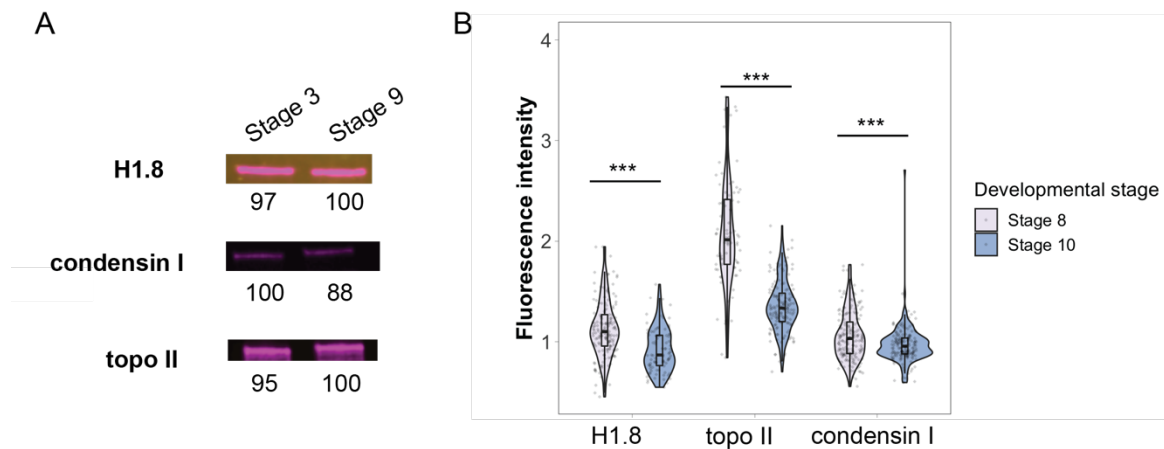 A
Stage 3
Stage 9
H1.8
97 100
condensin I
100 88
topo II
95 100
B
Fluorescence intensity
4
3
2
1
***
***
***
H1.8 topo II condensin I
Developmental stage
Stage 8
Stage 10